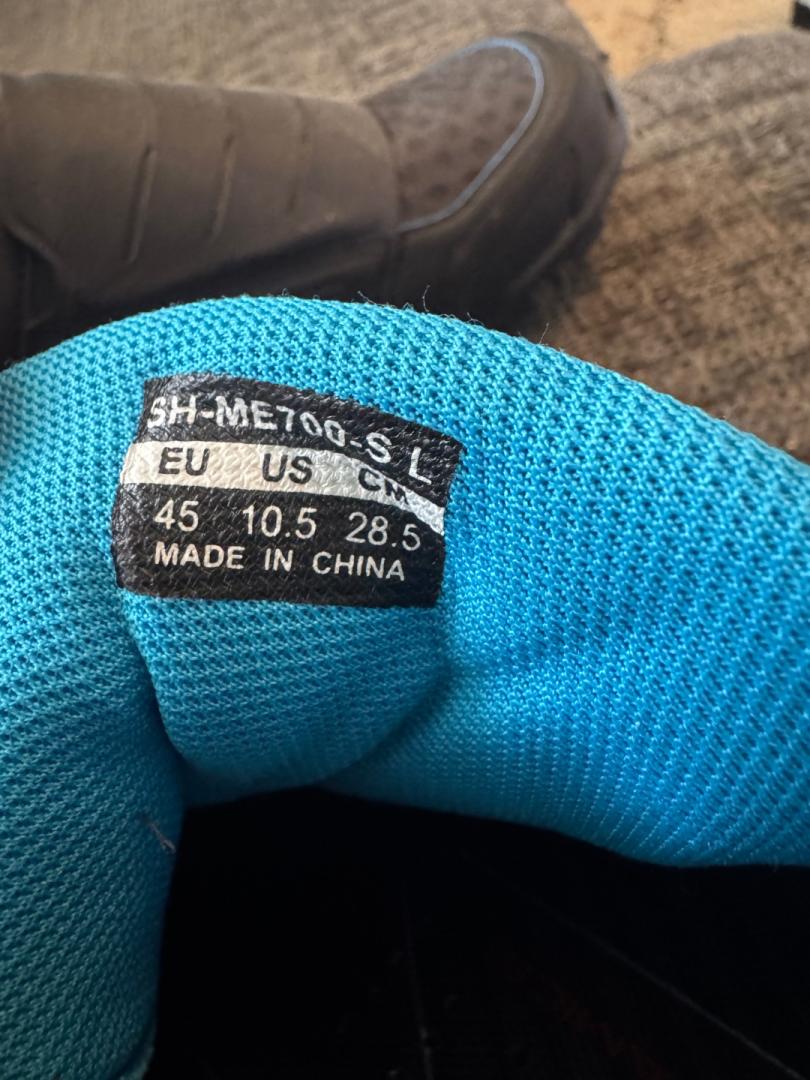 SH-ME700-S L
EU US CM
45 10.5 28.5
MADE IN CHINA